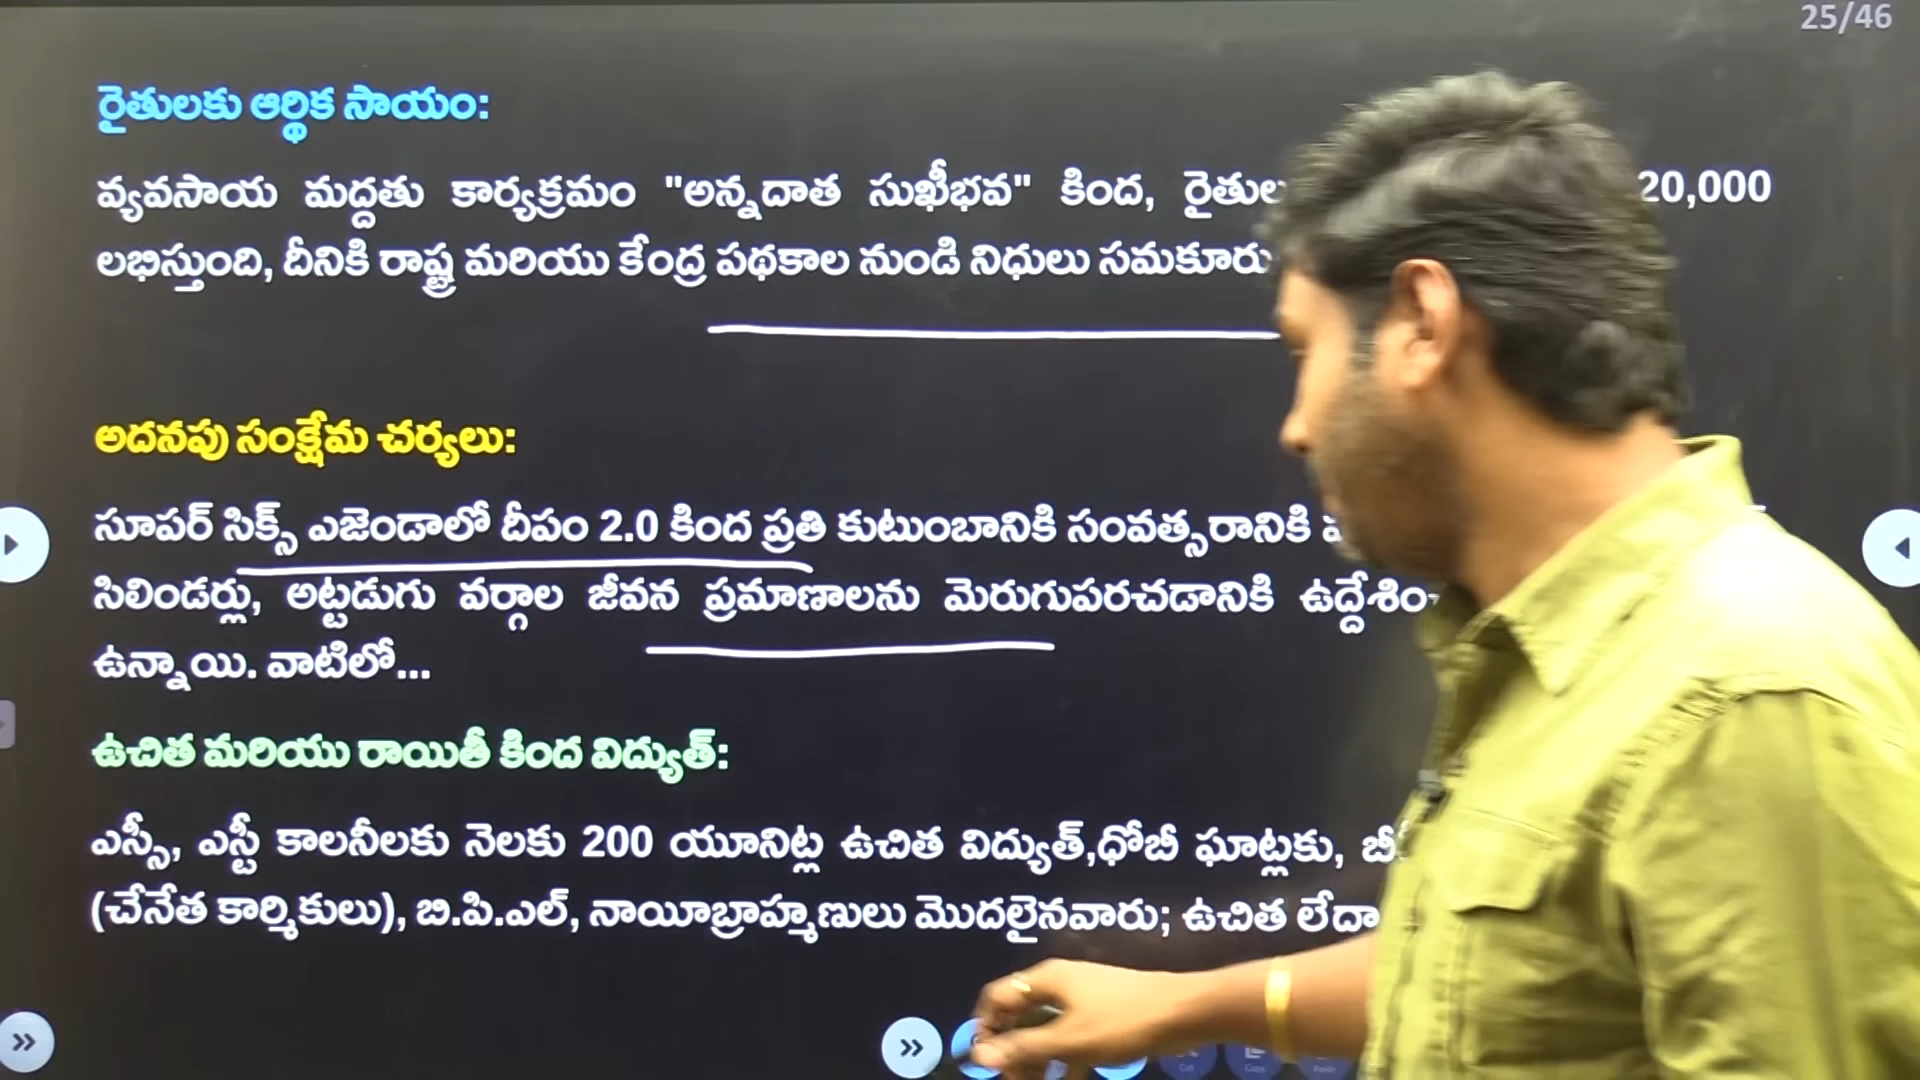 25/46
రైతులకు ఆర్థిక సాయం:
వ్యవసాయ మద్దతు కార్యక్రమం "అన్నదాత సుఖీభవ" కింద, 20,000
లభిస్తుంది, దీనికి రాష్ట్ర మరియు కేంద్ర పథకాల నుండి నిధులు
అదనపు సంక్షేమ చర్యలు:
సూపర్ సిక్స్ ఎజెండాలో దీపం 2.0 కింద ప్రతి కుటుంబానికి సంవత్సరానికి
సిలిండర్లు, అట్టడుగు వర్గాల జీవన ప్రమాణాలను మెరుగుపరచడానికి
ఉన్నాయి. వాటిలో...
ఉచిత మరియు రాయితీ కింద విద్యుత్:
ఎస్సీ, ఎస్టీ కాలనీలకు నెలకు 200 యూనిట్ల ఉచిత విద్యుత్,ధోబీ ఘాట్లకు,
(చేనేత కార్మికులు), బి.పి.ఎల్, నాయీబ్రాహ్మణులు మొదలైనవారు; ఉచిత లేదా